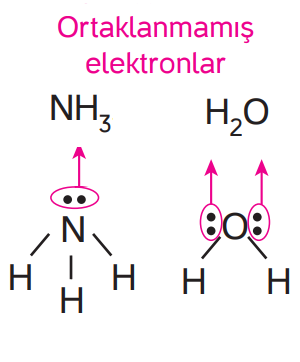 Ortaklanmamış
elektronlar
NH₃ H₂O
N O
H H H H H